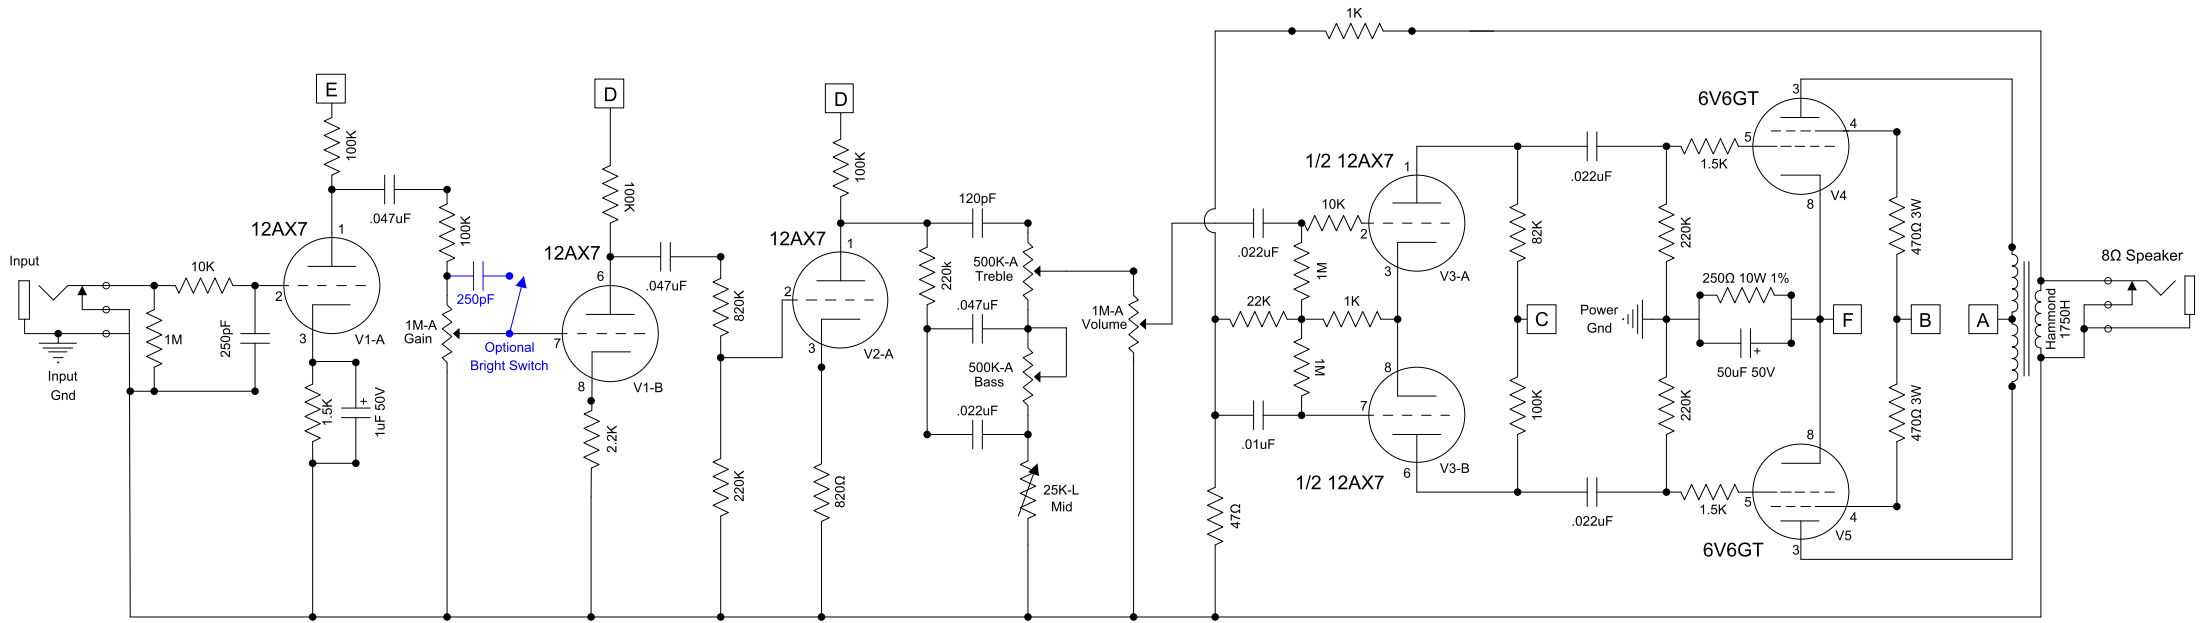 Input
Input
Gnd
1M
10K
250pF
E
100K
12AX7
1
2
3
V1-A
1.5K
+
1uF 50V
.047uF
100K
250pF
1M-A
Gain
Optional
Bright Switch
D
100K
12AX7
6
7
8
V1-B
2.2K
.047uF
820K
220K
D
100K
12AX7
1
2
3
V2-A
820Ω
120pF
220k
500K-A
Treble
.047uF
500K-A
Bass
.022uF
25K-L
Mid
1M-A
Volume
1K
.022uF
10K
1M
22K
1K
1M
.01uF
47Ω
1/2 12AX7
1
2
3
V3-A
8
7
6
V3-B
1/2 12AX7
82K
C
100K
.022uF
.022uF
220K
220K
Power
Gnd
1.5K
1.5K
250Ω 10W 1%
+
50uF 50V
6V6GT
3
4
5
V4
8
F
8
5
4
V5
3
6V6GT
470Ω 3W
B
470Ω 3W
A
Hammond
1750H
8Ω Speaker